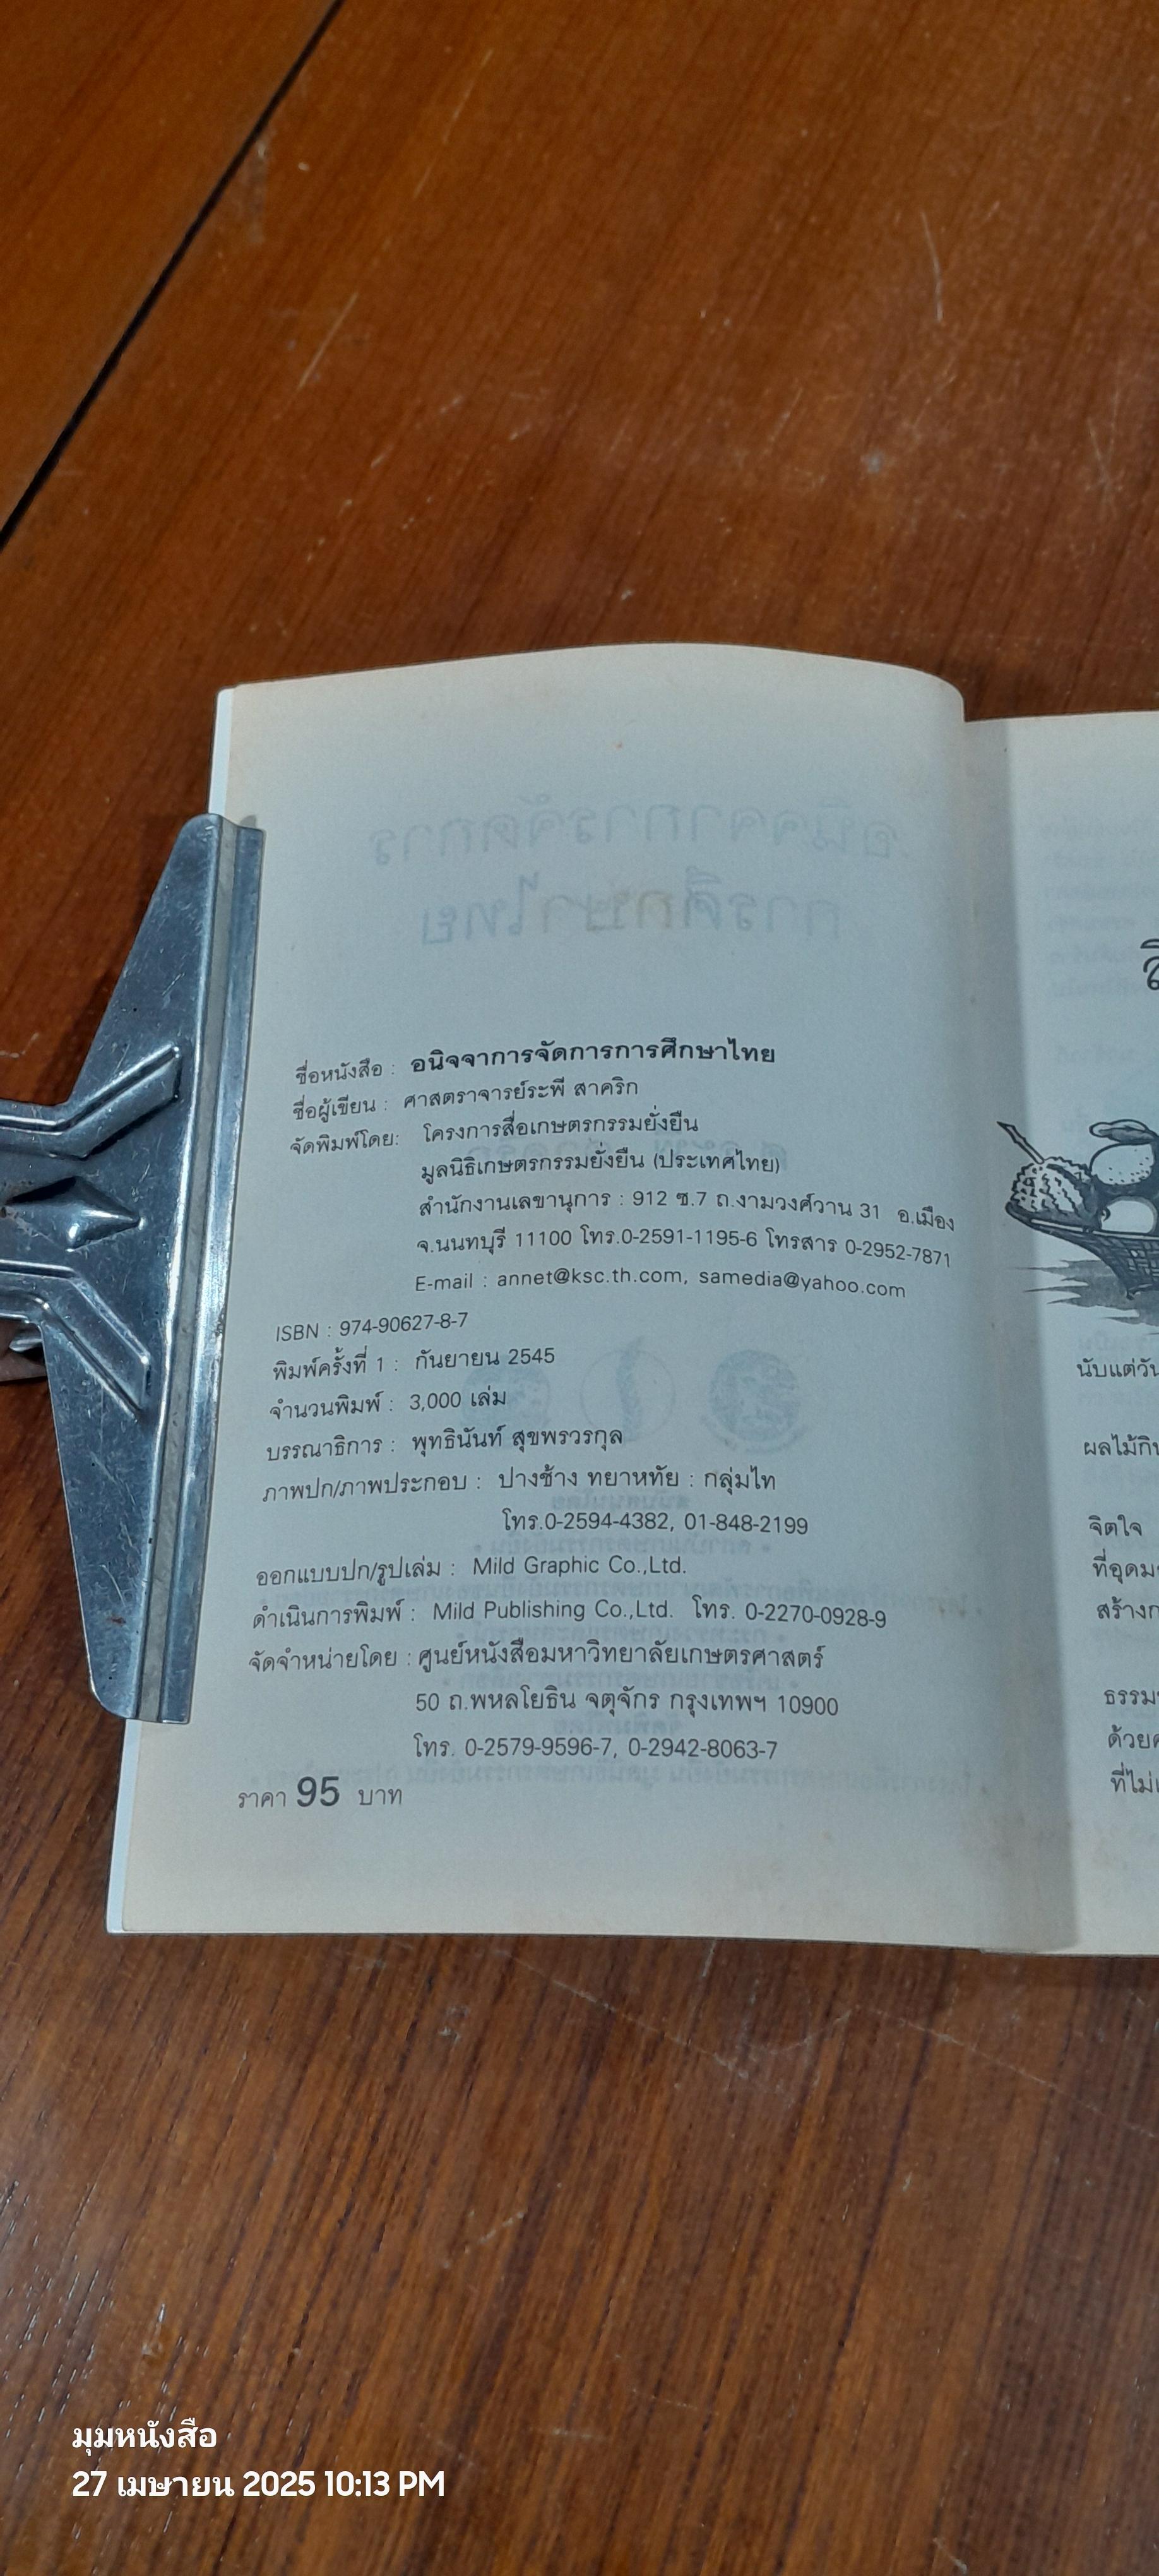 ชื่อหนังสือ : อนิจจาการจัดการการศึกษาไทย
ชื่อผู้เขียน : ศาสตราจารย์ระพี สาคริก
จัดพิมพ์โดย: โครงการสื่อเกษตรกรรมยั่งยืน
มูลนิธิเกษตรกรรมยั่งยืน (ประเทศไทย)
สำนักงานเลขานุการ : 912 ซ.7 ถ.งามวงศ์วาน 31 อ.เมือง
จ.นนทบุรี 11100 โทร.0-2591-1195-6 โทรสาร 0-2952-7871
E-mail : annet@ksc.th.com, samedia@yahoo.com
ISBN : 974-90627-8-7
พิมพ์ครั้งที่ 1 : กันยายน 2545
จำนวนพิมพ์ : 3,000 เล่ม
บรรณาธิการ : พุทธินันท์ สุขพรวรกุล
ภาพปก/ภาพประกอบ : ปางช้าง ทยาหทัย : กลุ่มไท
โทร.0-2594-4382, 01-848-2199
ออกแบบปก/รูปเล่ม : Mild Graphic Co.,Ltd.
ดำเนินการพิมพ์ : Mild Publishing Co.,Ltd. โทร. 0-2270-0928-9
จัดจำหน่ายโดย : ศูนย์หนังสือมหาวิทยาลัยเกษตรศาสตร์
50 ถ.พหลโยธิน จตุจักร กรุงเทพฯ 10900
โทร. 0-2579-9596-7, 0-2942-8063-7
ราคา 95 บาท
นับแต่วัน
จิตใจ
ที่อุดม
ธรรม
ด้วย
มุมหนังสือ
27 เมษายน 2025 10:13 PM